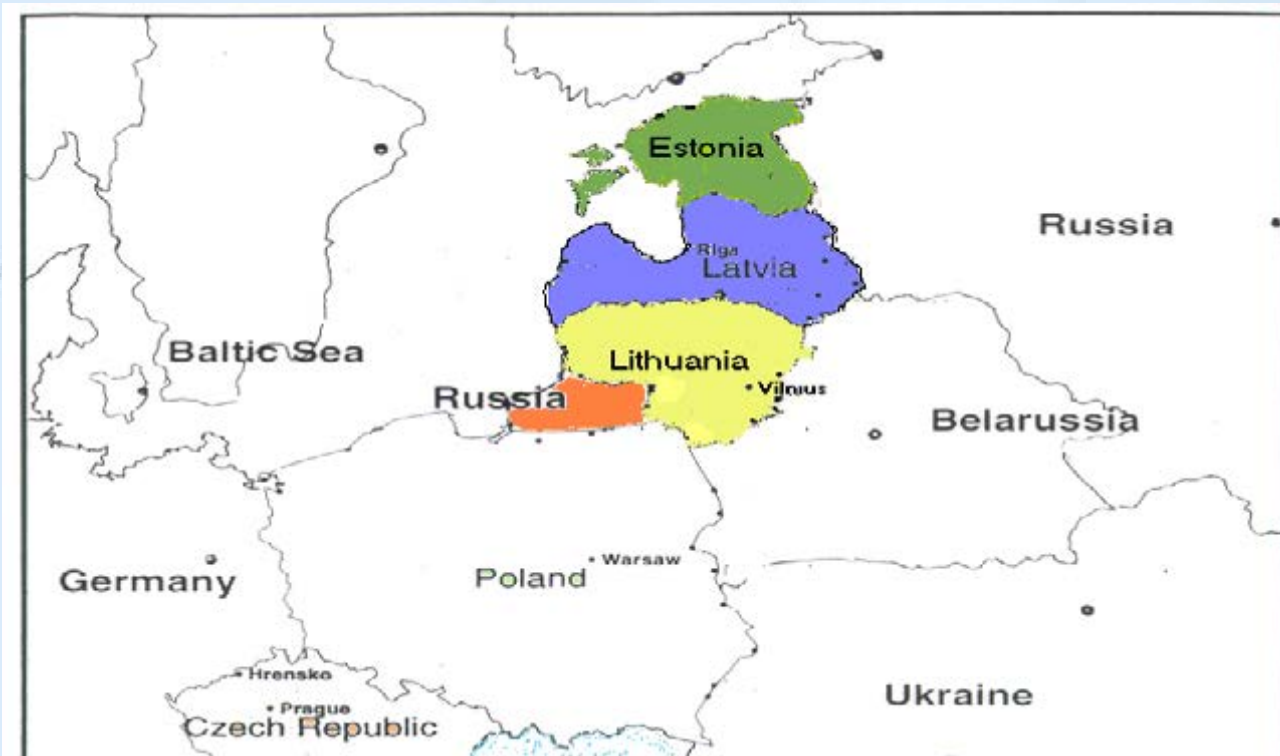 Estonia
Russia
Riga
Latvia
Baltic Sea
Lithuania
Vilnius
Russia
Belarussia
Warsaw
Germany
Poland
Hrensko
Ukraine
Prague
Czech Republic